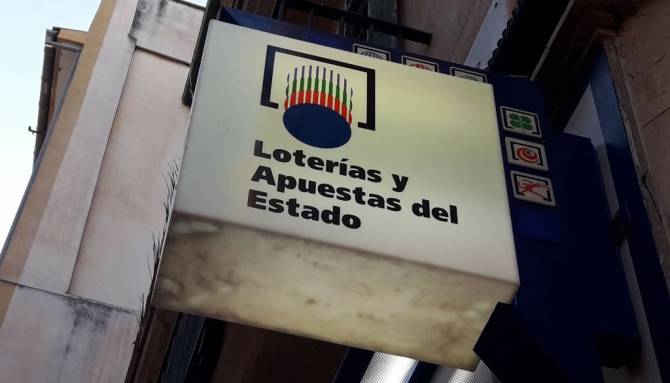 Loterías y
Apuestas del
Estado